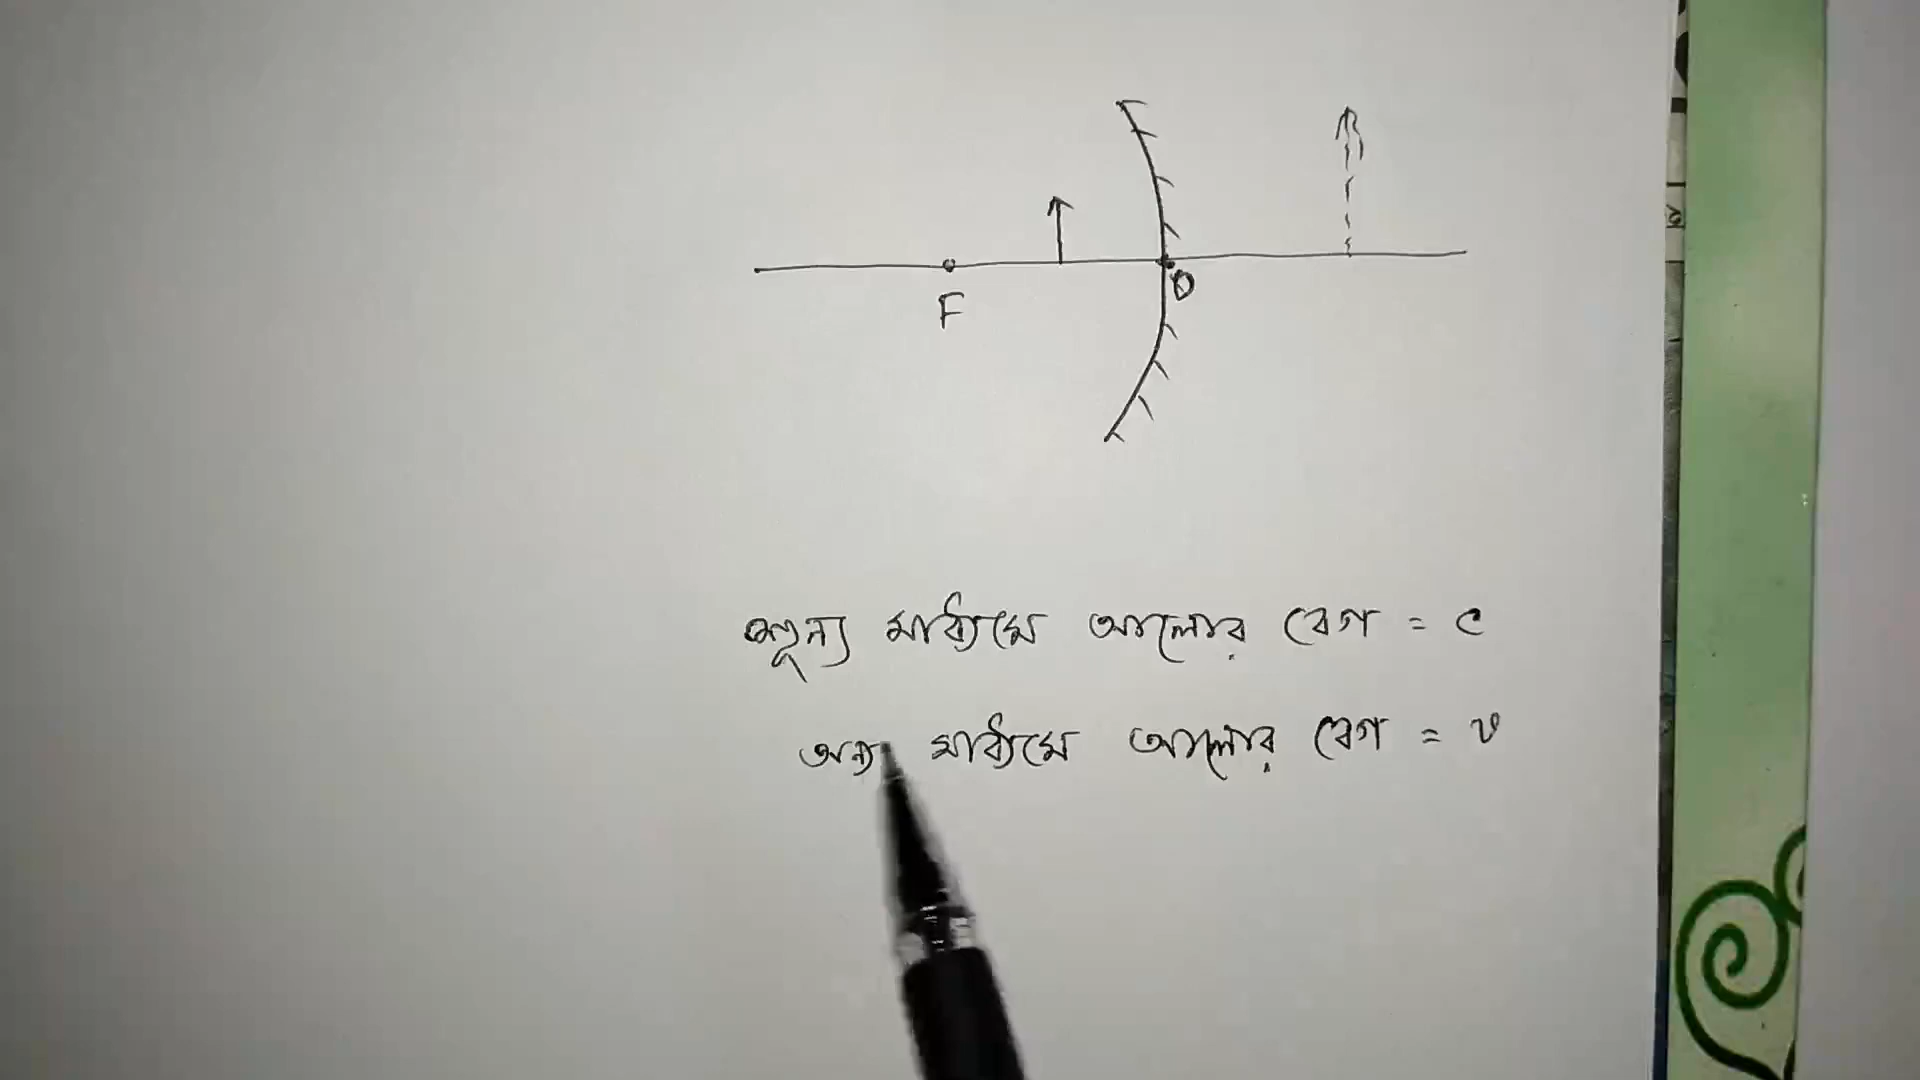 F
O
শূন্য মাধ্যমে আলোর বেগ = c
অন্য মাধ্যমে আলোর বেগ = v